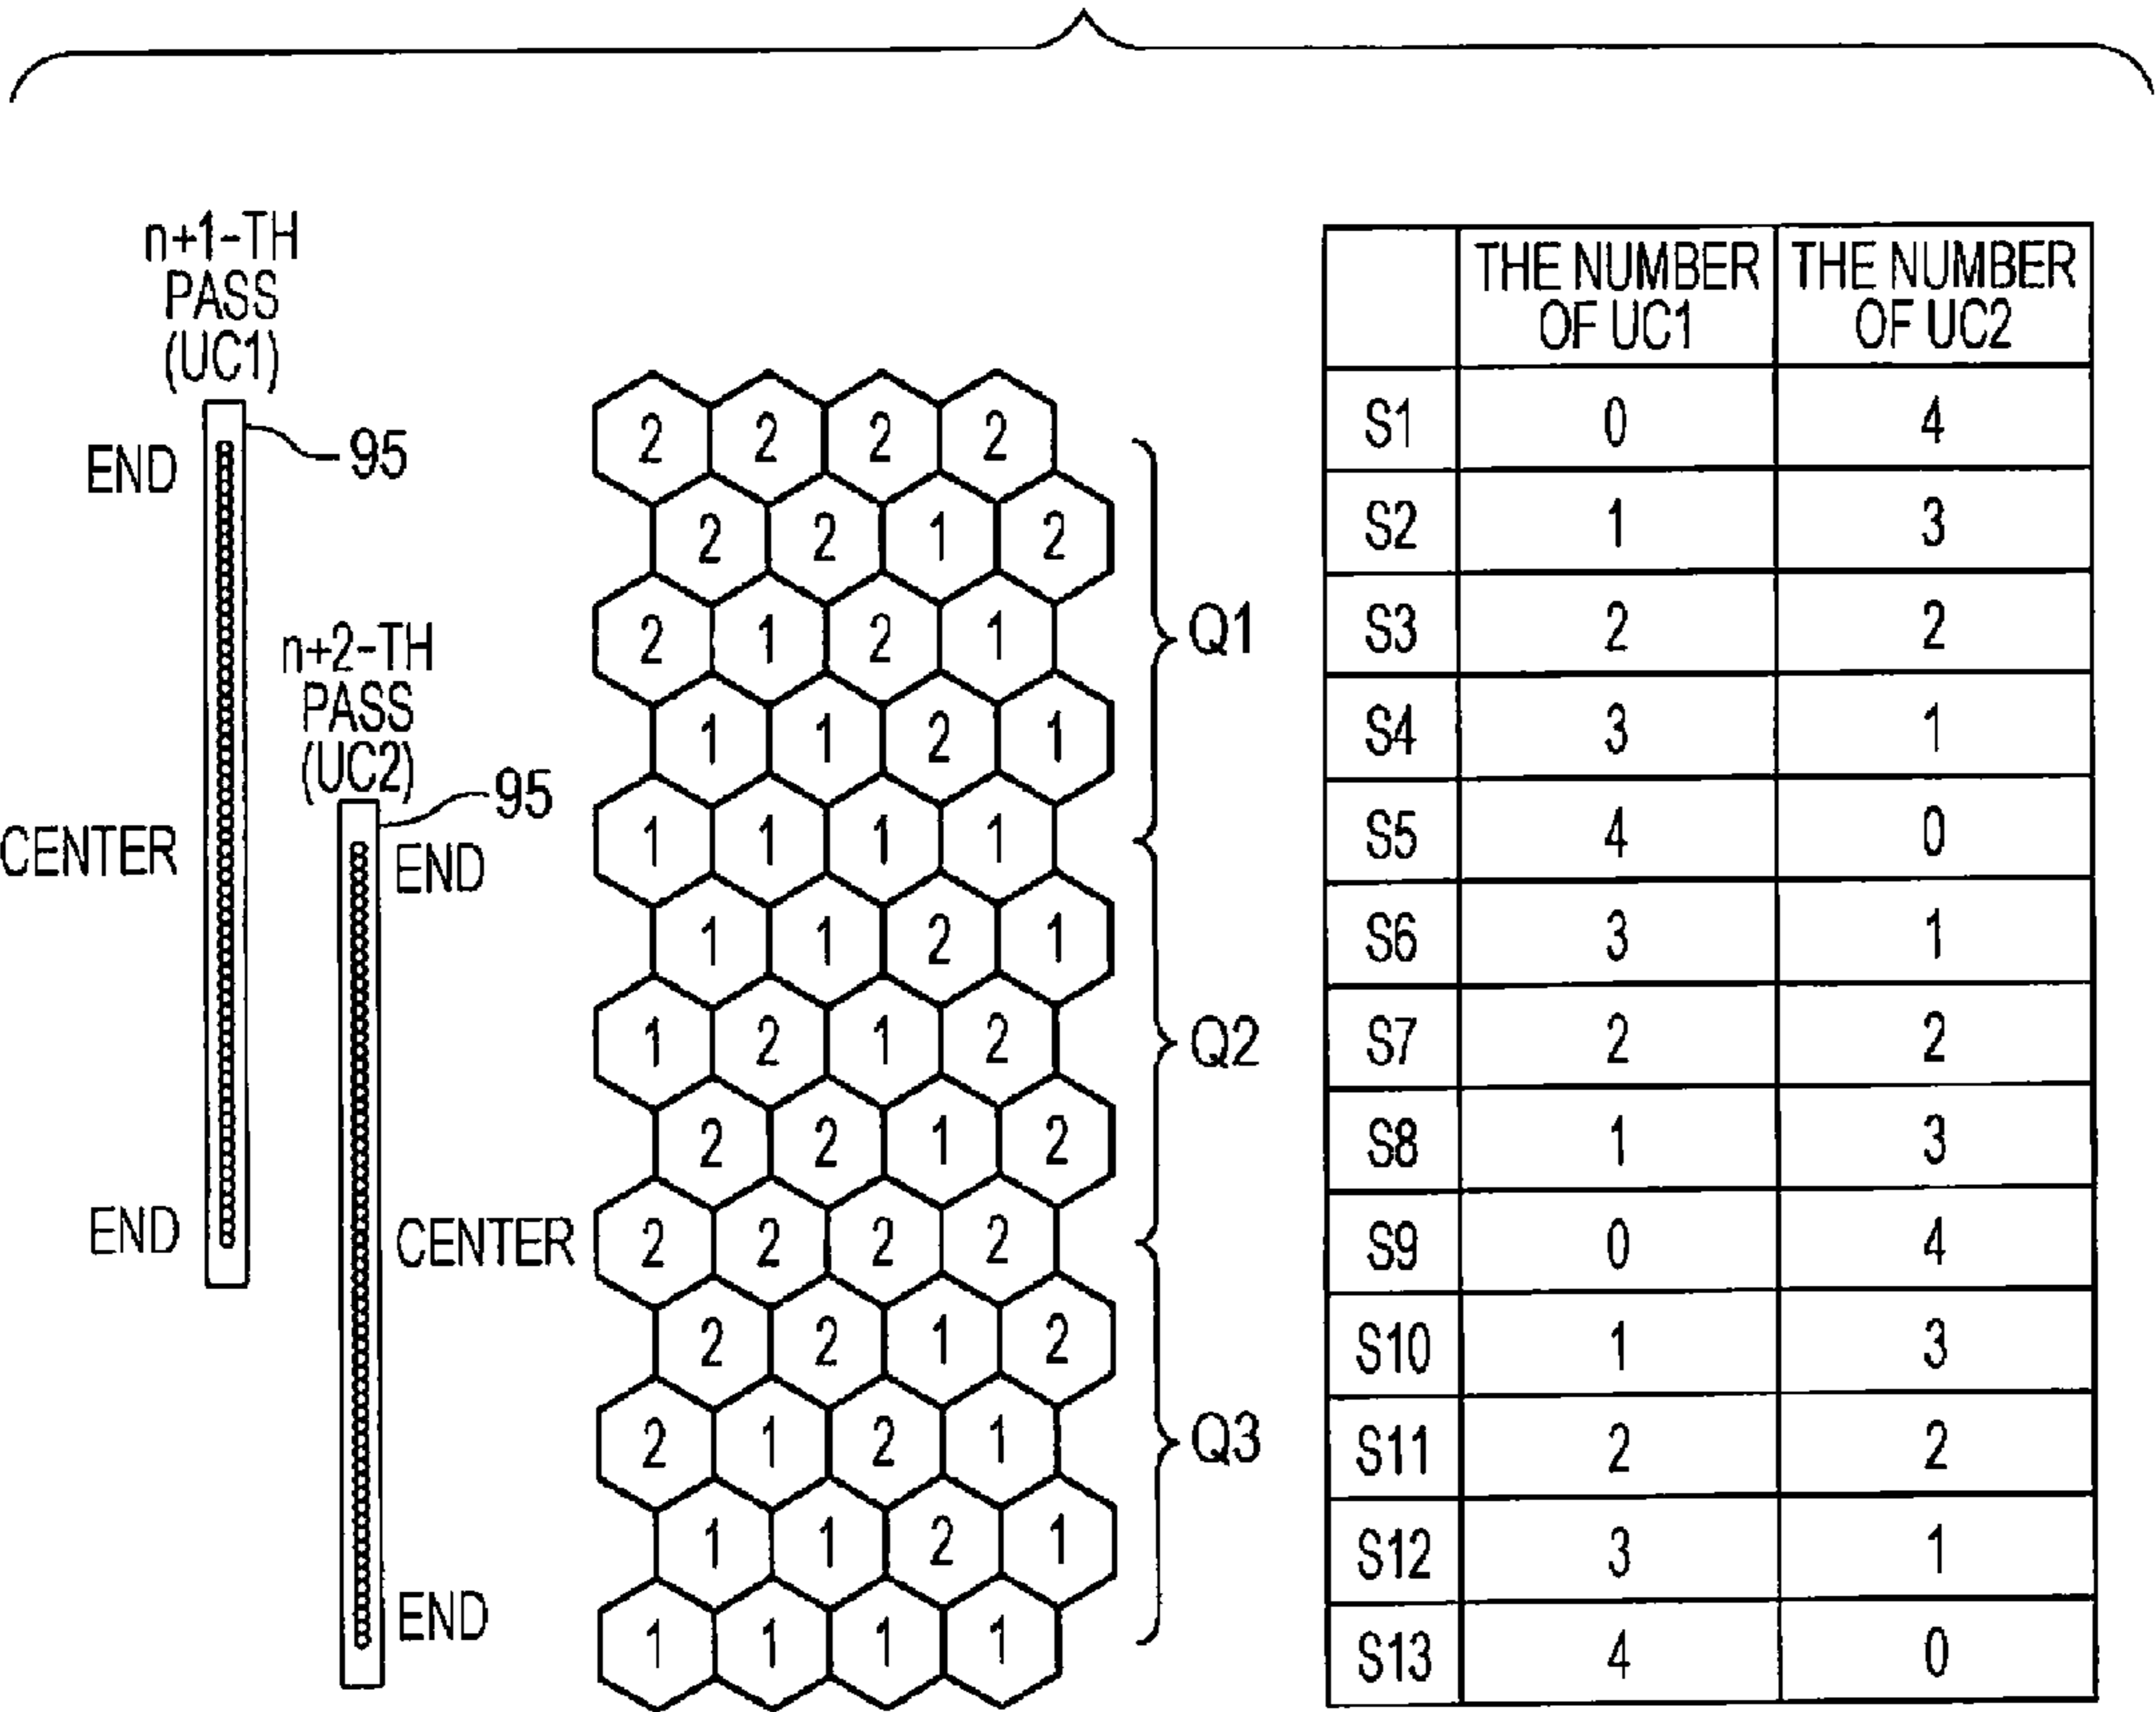 n+1-TH
PASS
(UC1)
95
END
CENTER
END
n+2-TH
PASS
(UC2)
95
END
CENTER
END
2 2 2 2
2 2 1 2
2 1 2 1
1 1 2 1
1 1 1 1
1 1 2 1
1 2 1 2
2 2 1 2
2 2 2 2
2 2 1 2
2 1 2 1
1 1 2 1
1 1 1 1
Q1
Q2
Q3
THE NUMBER OF UC1 THE NUMBER OF UC2
S1 0 4
S2 1 3
S3 2 2
S4 3 1
S5 4 0
S6 3 1
S7 2 2
S8 1 3
S9 0 4
S10 1 3
S11 2 2
S12 3 1
S13 4 0